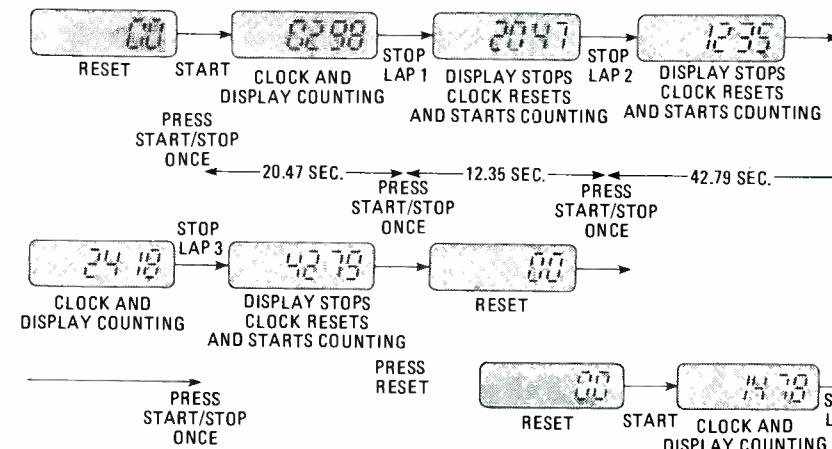 00
02 98
20 47
12 35
RESET
START
CLOCK AND
DISPLAY COUNTING
STOP
LAP 1
DISPLAY STOPS
CLOCK RESETS
AND STARTS COUNTING
STOP
LAP 2
DISPLAY STOPS
CLOCK RESETS
AND STARTS COUNTING
PRESS
START/STOP
ONCE
20.47 SEC.
PRESS
START/STOP
ONCE
12.35 SEC.
PRESS
START/STOP
ONCE
42.79 SEC.
24 18
CLOCK AND
DISPLAY COUNTING
STOP
LAP 3
42 79
DISPLAY STOPS
CLOCK RESETS
AND STARTS COUNTING
00
RESET
PRESS
RESET
PRESS
START/STOP
ONCE
00
RESET
START
14 78
CLOCK AND
DISPLAY COUNTING